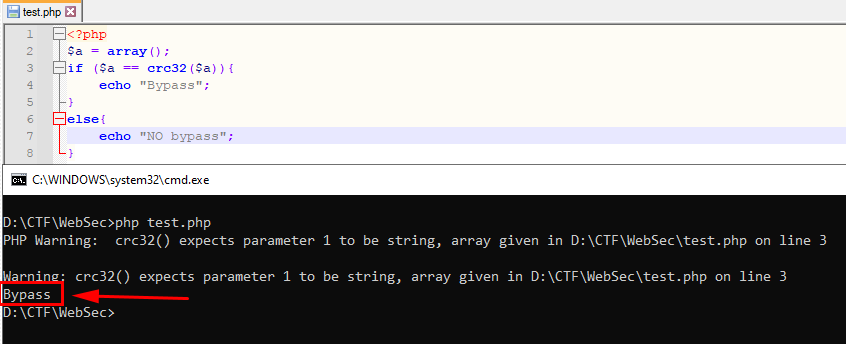 test.php
1 <?php
2 $a = array();
3 if ($a == crc32($a)){
4 echo "Bypass";
5 }
6 else{
7 echo "NO bypass";
8 }
C:\WINDOWS\system32\cmd.exe
D:\CTF\WebSec>php test.php
PHP Warning:  crc32() expects parameter 1 to be string, array given in D:\CTF\WebSec\test.php on line 3
Warning: crc32() expects parameter 1 to be string, array given in D:\CTF\WebSec\test.php on line 3
Bypass
D:\CTF\WebSec>